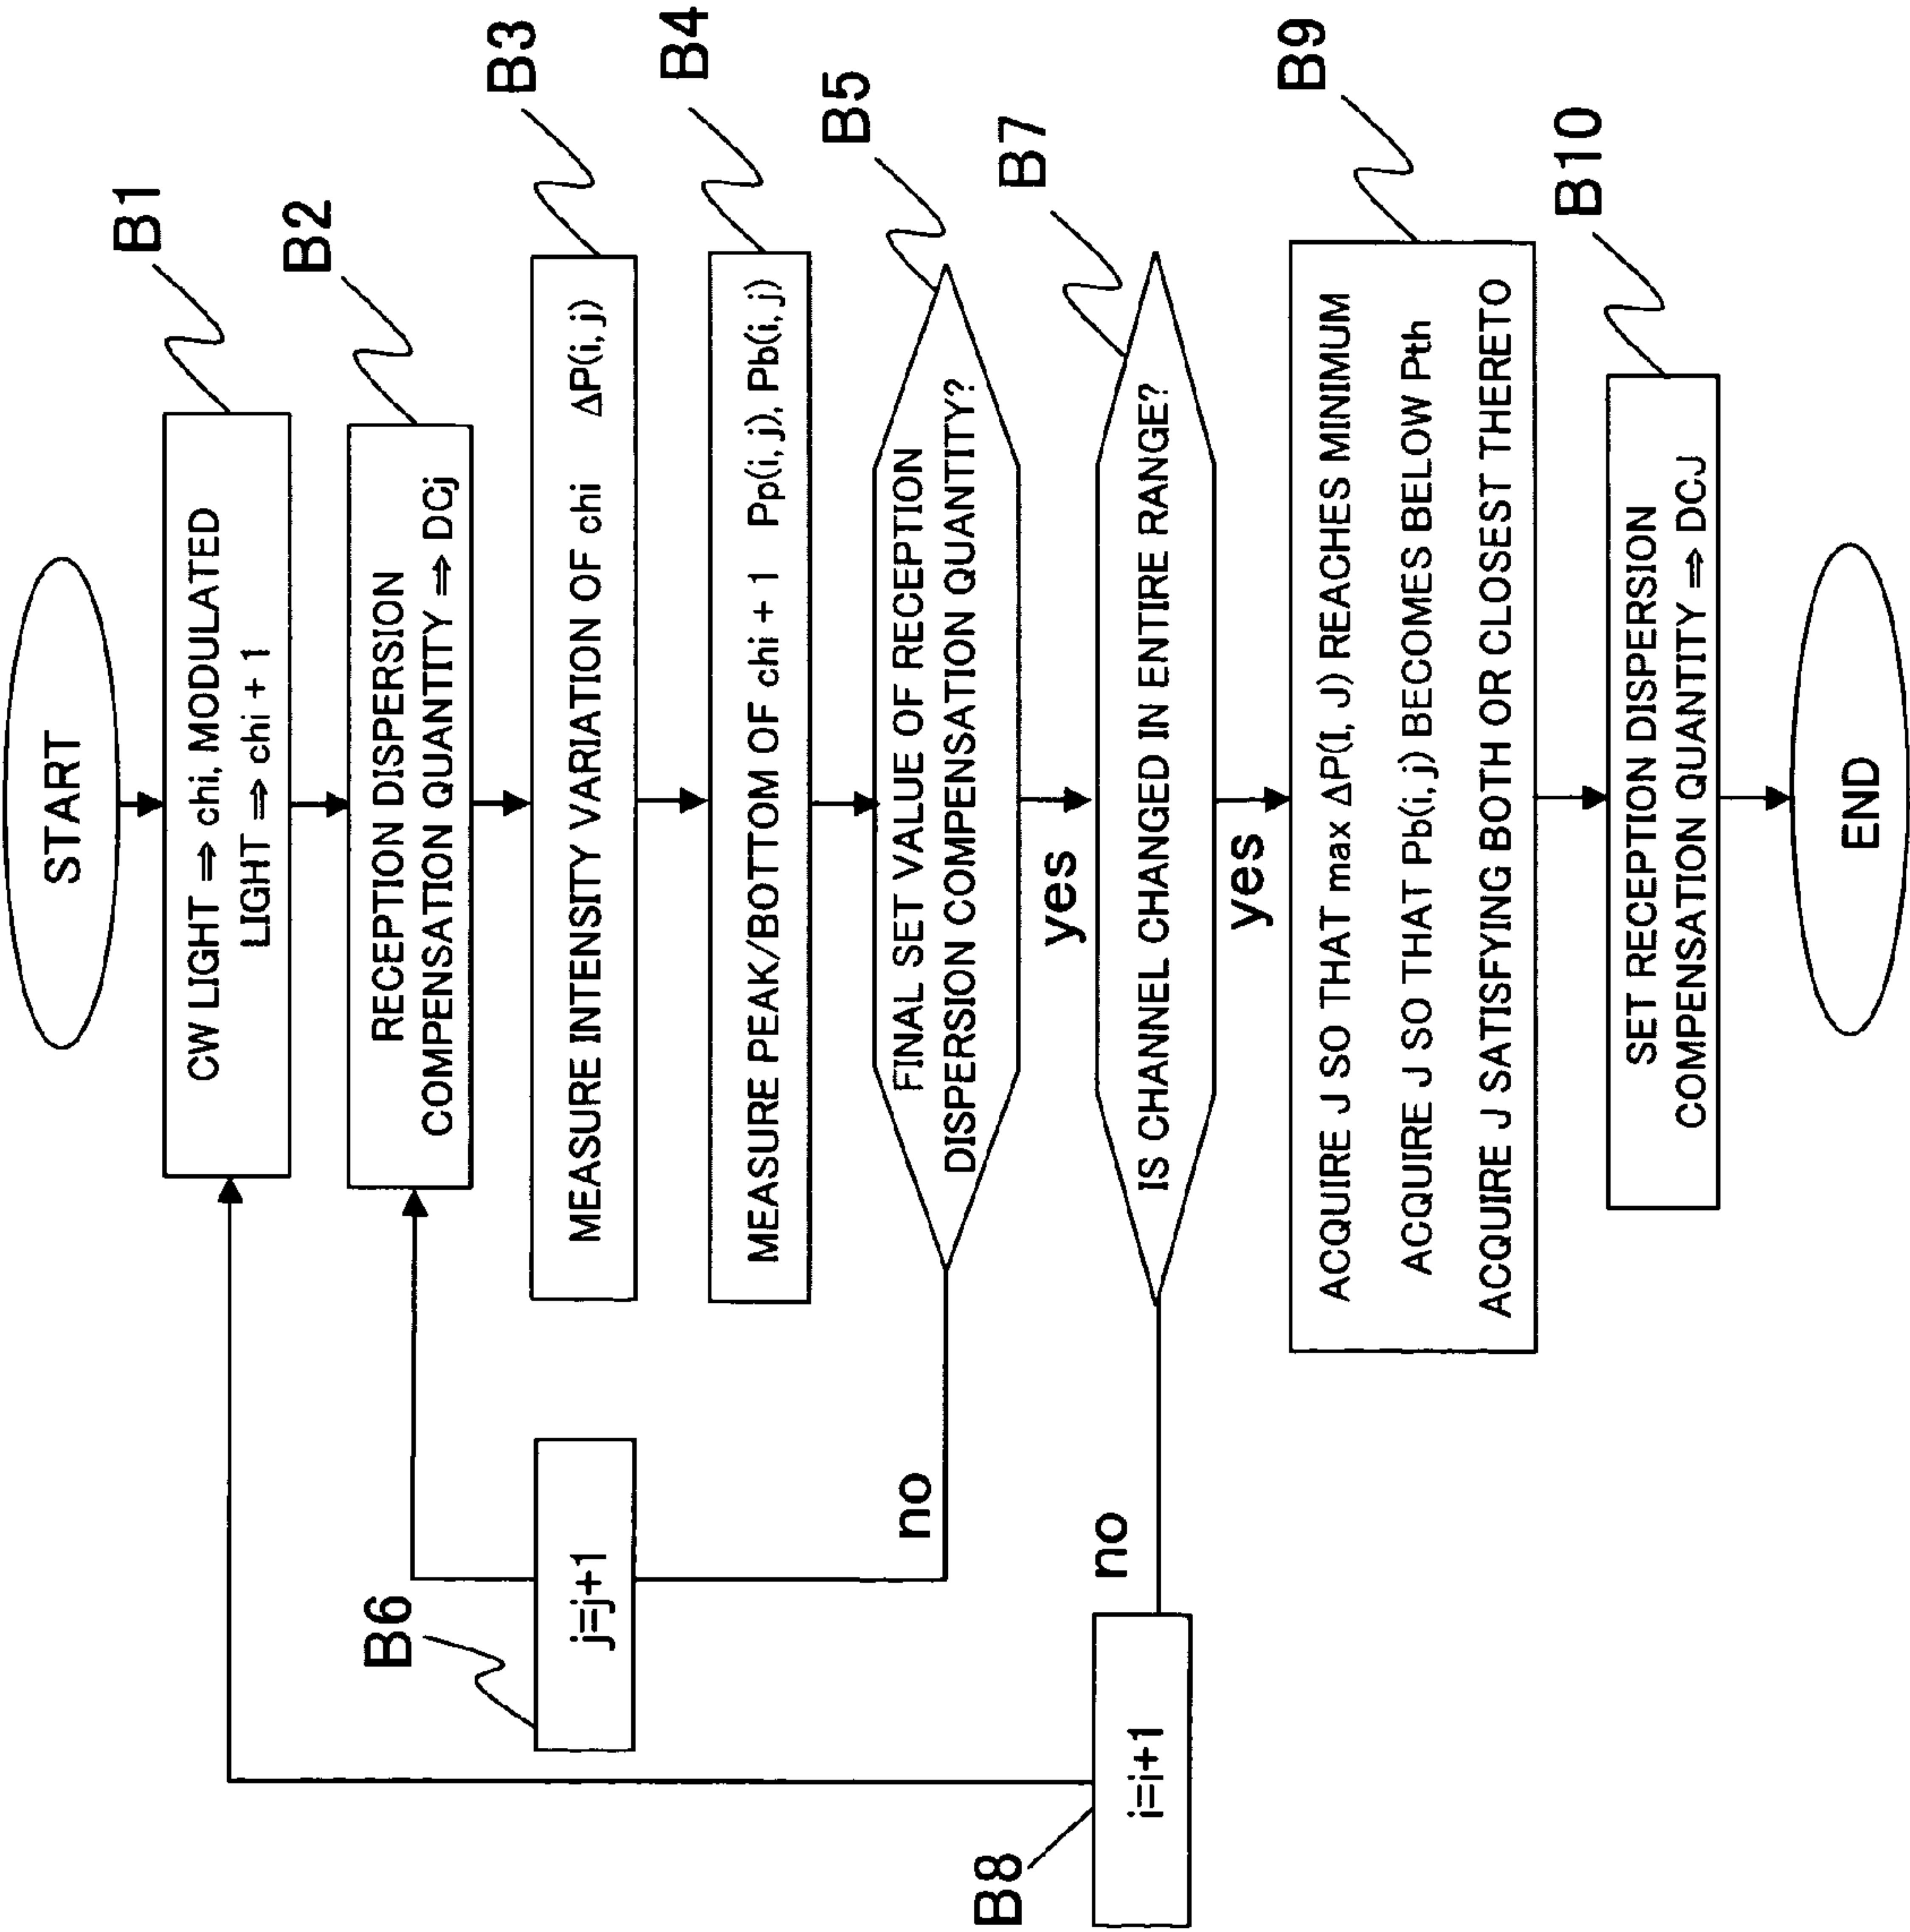 START
B1
CW LIGHT ⇒ chi, MODULATED
LIGHT ⇒ chi + 1
B2
RECEPTION DISPERSION
COMPENSATION QUANTITY ⇒ DCj
B3
MEASURE INTENSITY VARIATION OF chi ΔP(i, j)
B4
MEASURE PEAK/BOTTOM OF chi + 1 Pp(i, j), Pb(i, j)
B5
FINAL SET VALUE OF RECEPTION
DISPERSION COMPENSATION QUANTITY?
no
yes
B6
j=j+1
B7
IS CHANNEL CHANGED IN ENTIRE RANGE?
no
yes
B8
i=i+1
B9
ACQUIRE J SO THAT max ΔP(I, J) REACHES MINIMUM
ACQUIRE J SO THAT Pb(i, j) BECOMES BELOW Pth
ACQUIRE J SATISFYING BOTH OR CLOSEST THERETO
B10
SET RECEPTION DISPERSION
COMPENSATION QUANTITY ⇒ DCJ
END